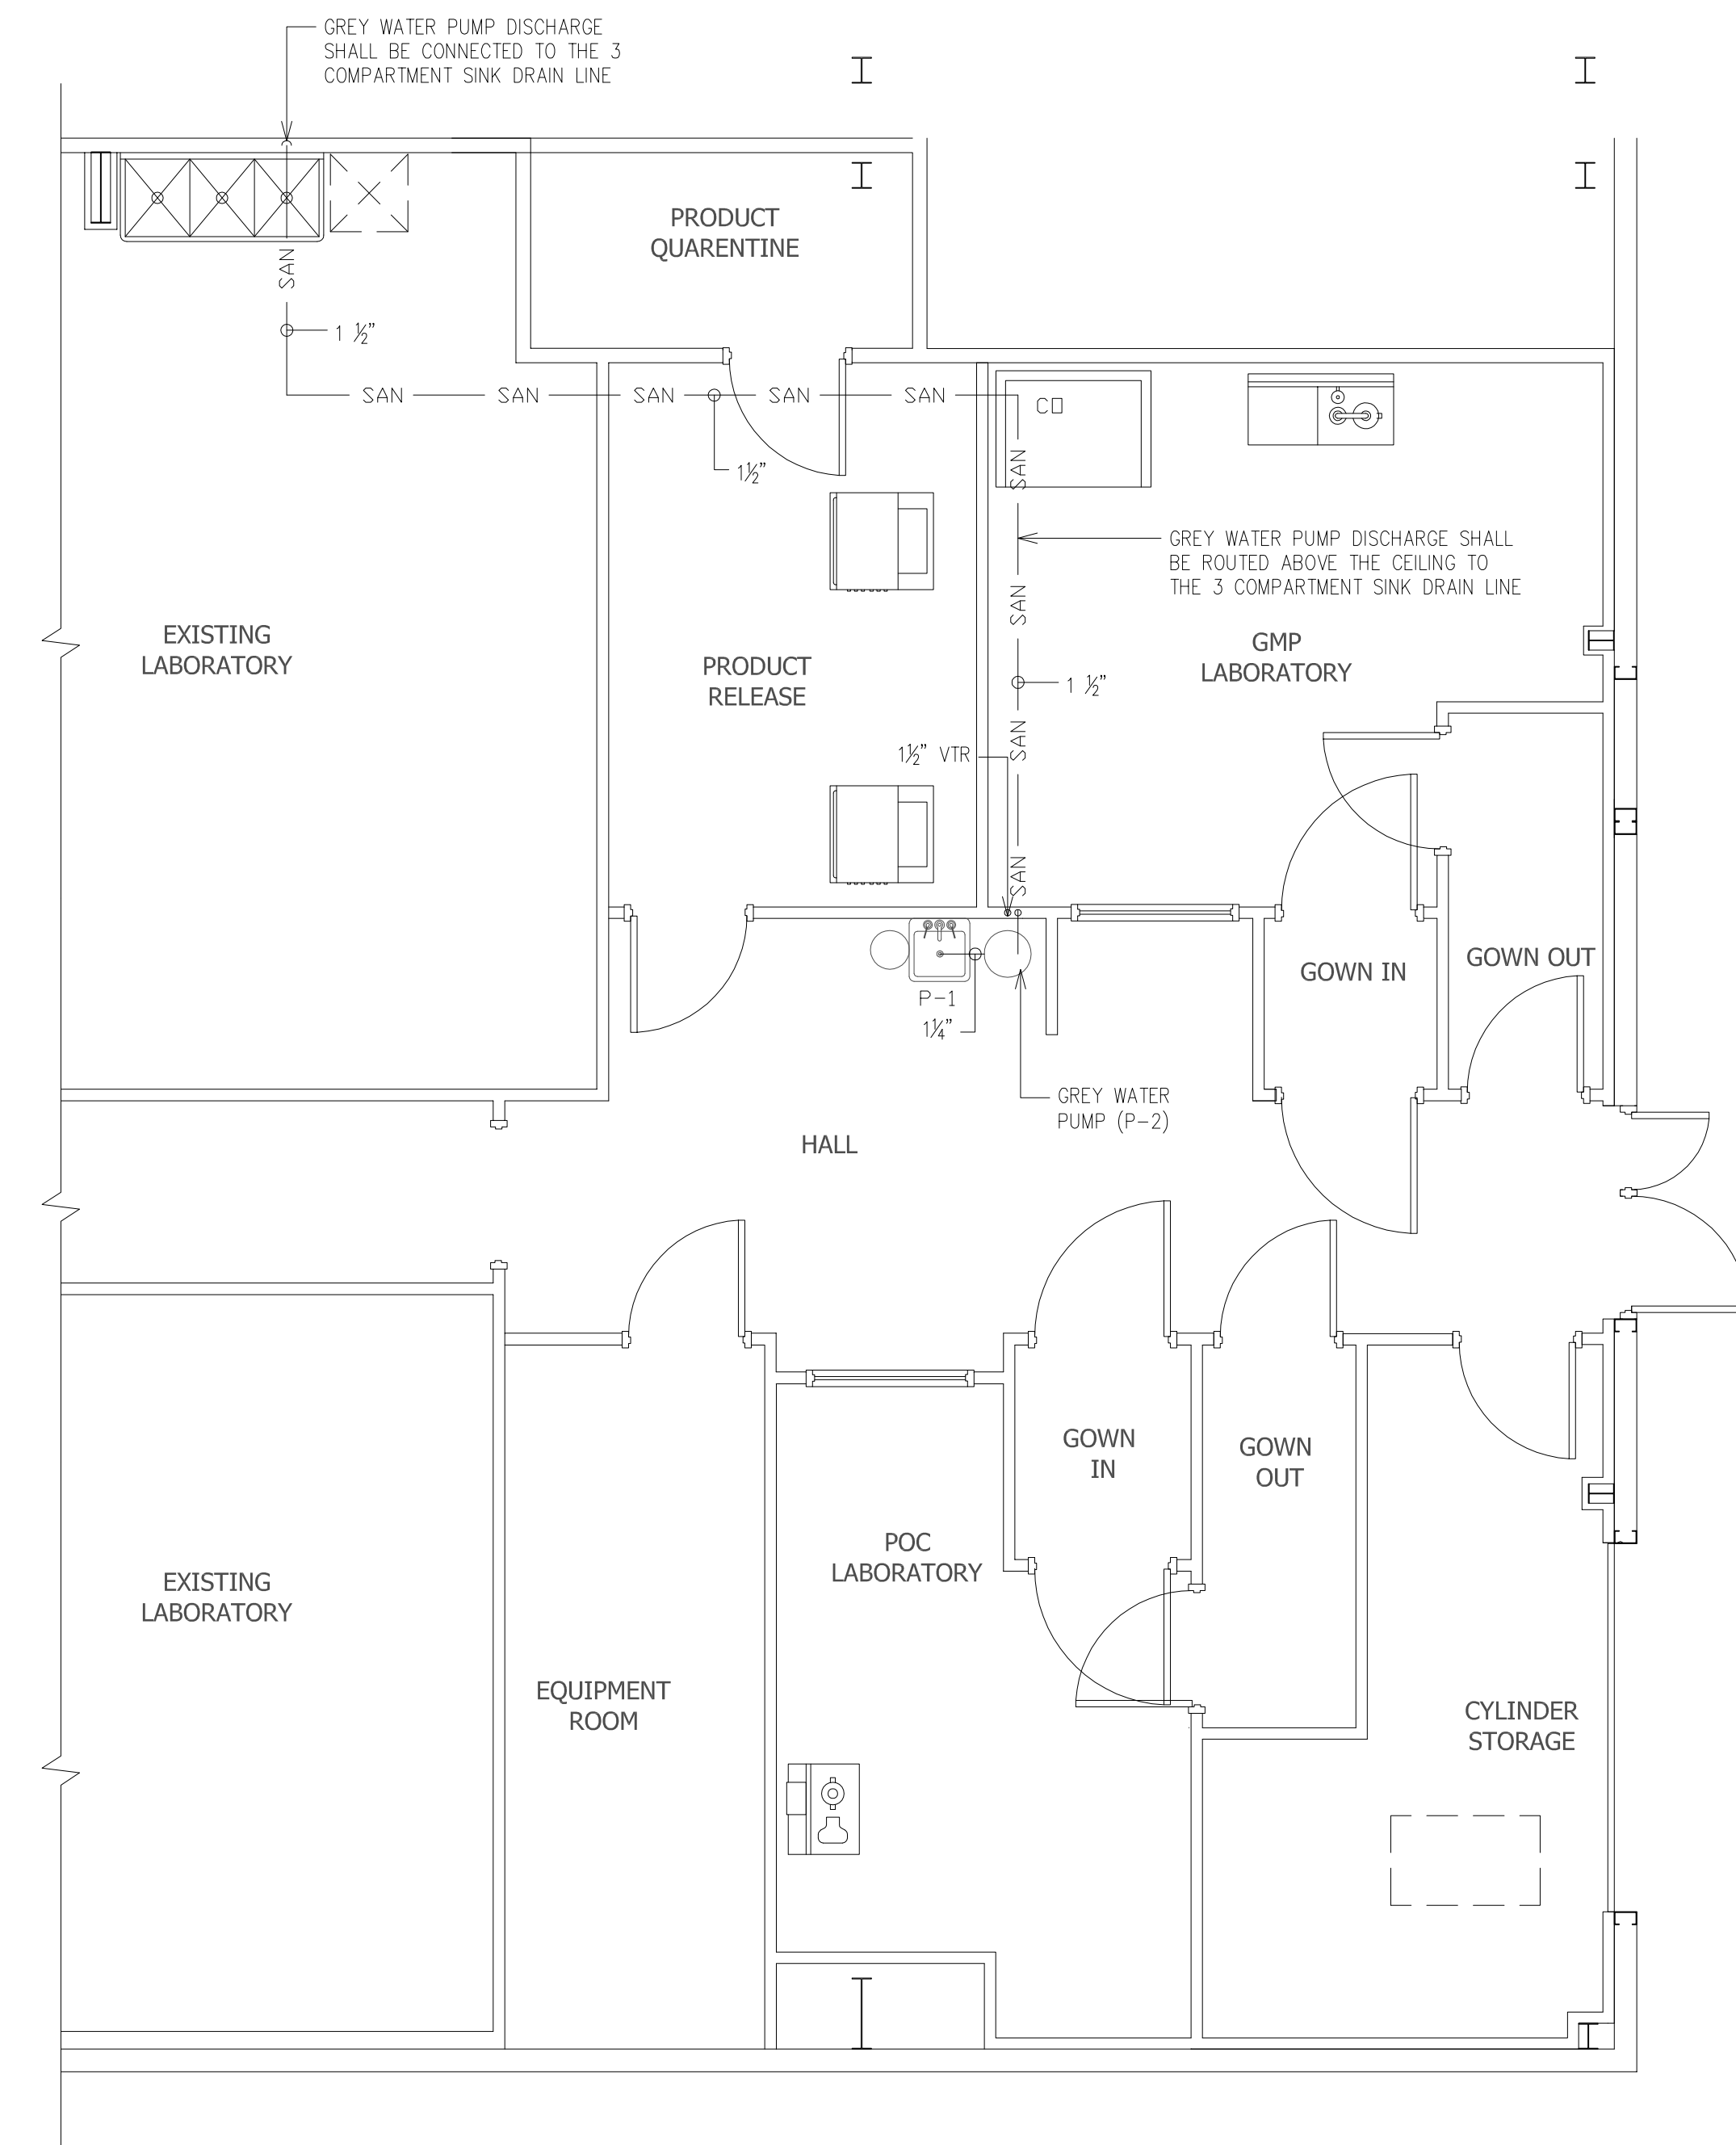 GREY WATER PUMP DISCHARGE
SHALL BE CONNECTED TO THE 3
COMPARTMENT SINK DRAIN LINE
PRODUCT
QUARENTINE
SAN
1 ½"
SAN
SAN
SAN
SAN
SAN
CO
1½"
SAN
GREY WATER PUMP DISCHARGE SHALL
BE ROUTED ABOVE THE CEILING TO
THE 3 COMPARTMENT SINK DRAIN LINE
SAN
EXISTING
LABORATORY
PRODUCT
RELEASE
GMP
LABORATORY
1 ½"
SAN
1½" VTR
SAN
GOWN IN
GOWN OUT
P-1
1¼"
GREY WATER
PUMP (P-2)
HALL
GOWN
IN
GOWN
OUT
POC
LABORATORY
EXISTING
LABORATORY
EQUIPMENT
ROOM
CYLINDER
STORAGE